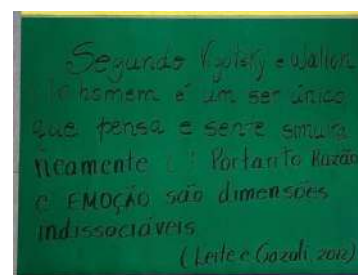 Segundo Vigotsky e Wallon
o homem é um ser único,
que pensa e sente simulta
neamente ( ) Portanto Razão
e EMOÇÃO são dimensões
indissociáveis
(Leite e Gazoli, 2012)